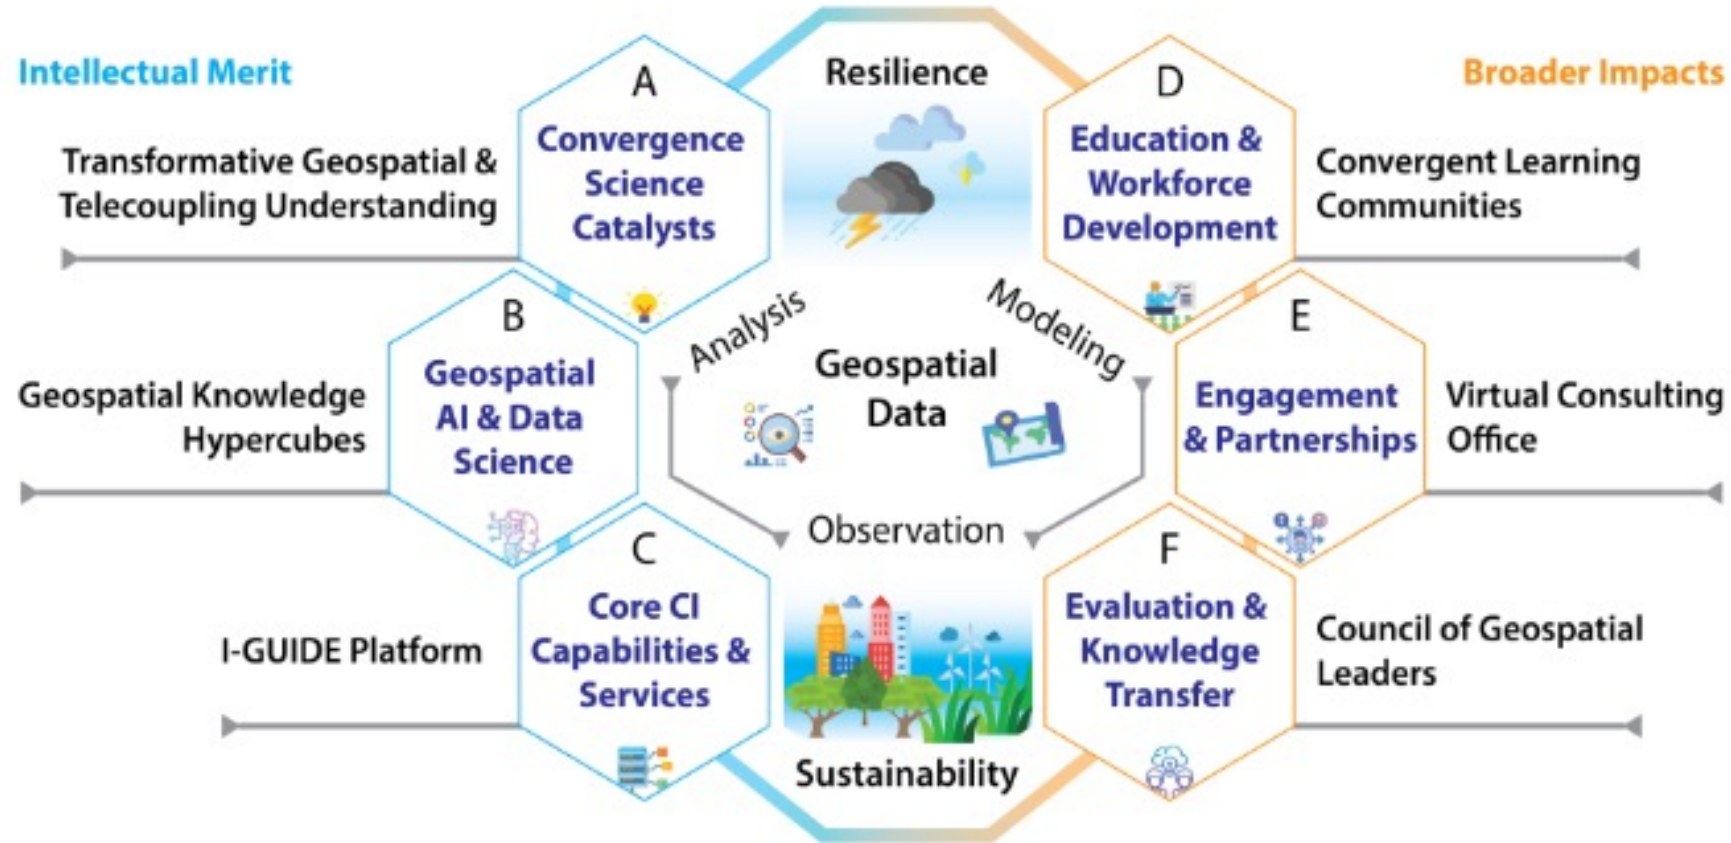 Intellectual Merit
Broader Impacts
Resilience
A
Convergence
Science
Catalysts
Transformative Geospatial &
Telecoupling Understanding
B
Geospatial
AI & Data
Science
Geospatial Knowledge
Hypercubes
C
Core CI
Capabilities &
Services
I-GUIDE Platform
Analysis
Modeling
Geospatial
Data
Observation
Sustainability
D
Education &
Workforce
Development
Convergent Learning
Communities
E
Engagement
& Partnerships
Virtual Consulting
Office
F
Evaluation &
Knowledge
Transfer
Council of Geospatial
Leaders